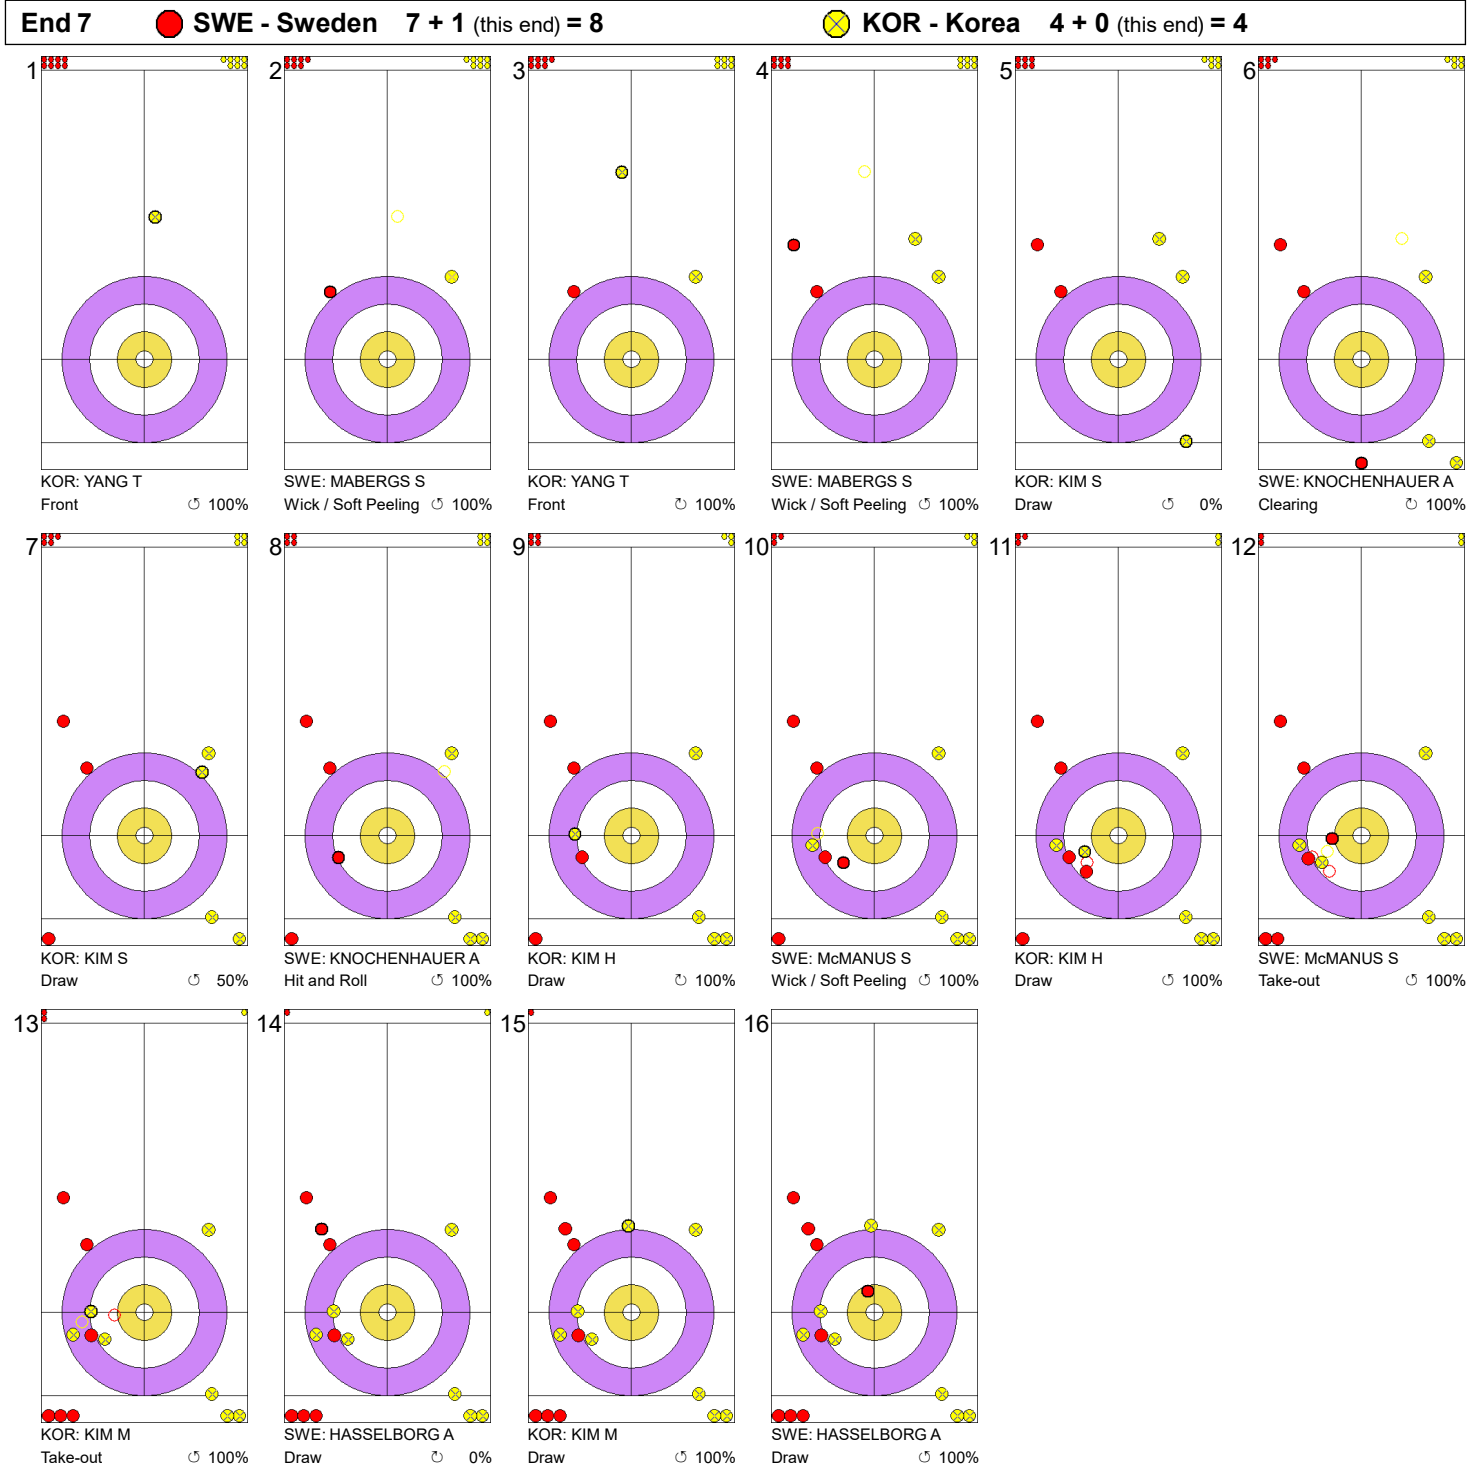 End 7 SWE - Sweden 7 + 1 (this end) = 8 KOR - Korea 4 + 0 (this end) = 4
1 2 3 4 5 6
KOR: YANG T SWE: MABERGS S KOR: YANG T SWE: MABERGS S KOR: KIM S SWE: KNOCHENHAUER A
Front ↺ 100% Wick / Soft Peeling ↺ 100% Front ↻ 100% Wick / Soft Peeling ↺ 100% Draw ↺ 0% Clearing ↻ 100%
7 8 9 10 11 12
KOR: KIM S SWE: KNOCHENHAUER A KOR: KIM H SWE: McMANUS S KOR: KIM H SWE: McMANUS S
Draw ↺ 50% Hit and Roll ↺ 100% Draw ↻ 100% Wick / Soft Peeling ↺ 100% Draw ↺ 100% Take-out ↺ 100%
13 14 15 16
KOR: KIM M SWE: HASSELBORG A KOR: KIM M SWE: HASSELBORG A
Take-out ↺ 100% Draw ↻ 0% Draw ↺ 100% Draw ↺ 100%